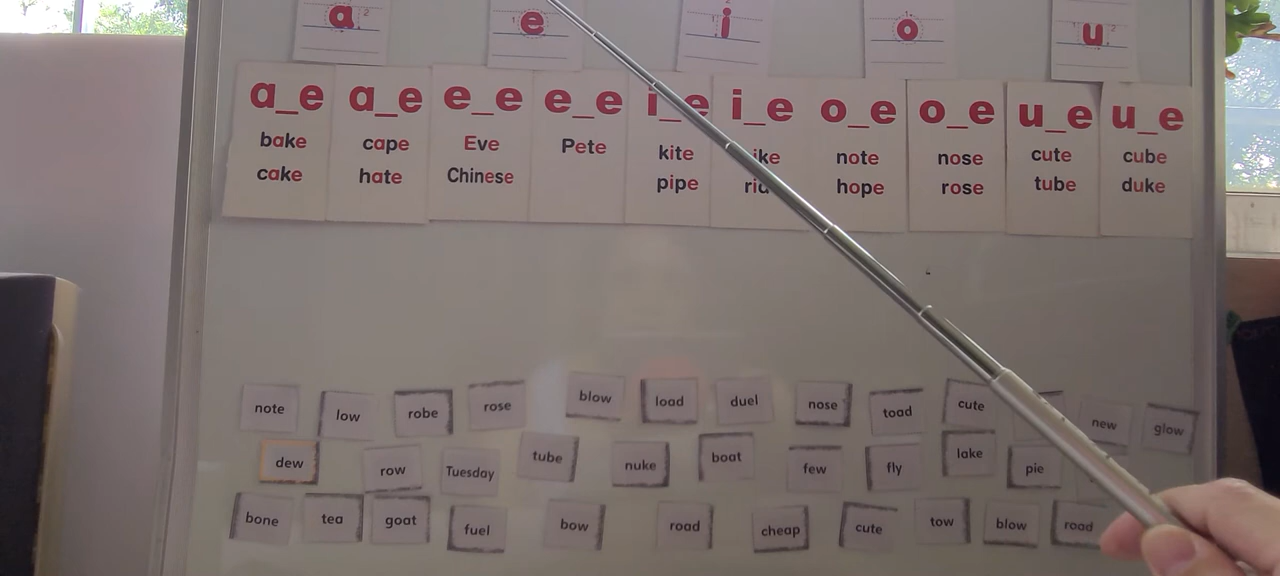 a e i o u
a_e a_e e_e e_e i_e i_e o_e o_e u_e u_e
bake cape Eve Pete kite note nose cute cube
cake hate Chinese pipe hope rose tube duke
note low robe rose blow load duel nose toad cute new glow
dew row Tuesday tube nuke boat few fly lake pie
bone tea goat fuel bow road cheap cute tow blow road